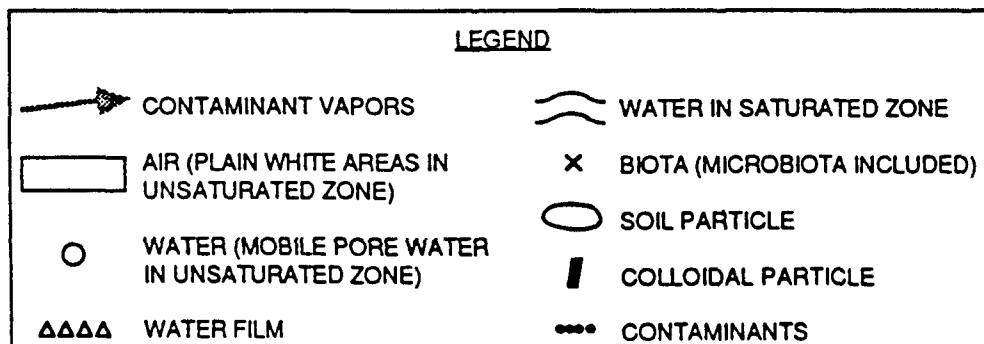 LEGEND
CONTAMINANT VAPORS
AIR (PLAIN WHITE AREAS IN
UNSATURATED ZONE)
WATER (MOBILE PORE WATER
IN UNSATURATED ZONE)
WATER FILM
WATER IN SATURATED ZONE
BIOTA (MICROBIOTA INCLUDED)
SOIL PARTICLE
COLLOIDAL PARTICLE
CONTAMINANTS